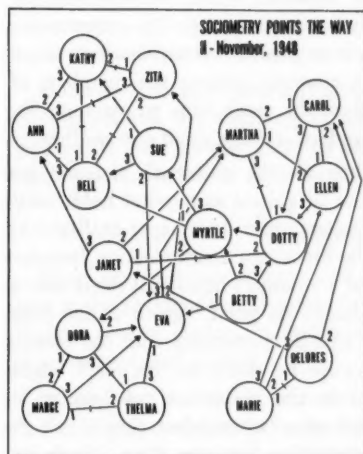 SOCIOMETRY POINTS THE WAY
II - November, 1948
KATHY
ZITA
ANN
SUE
MARTHA
CAROL
BELL
ELLEN
MYRTLE
DOTTY
JANET
BETTY
DORA
EVA
DELORES
MARGE
THELMA
MARIE